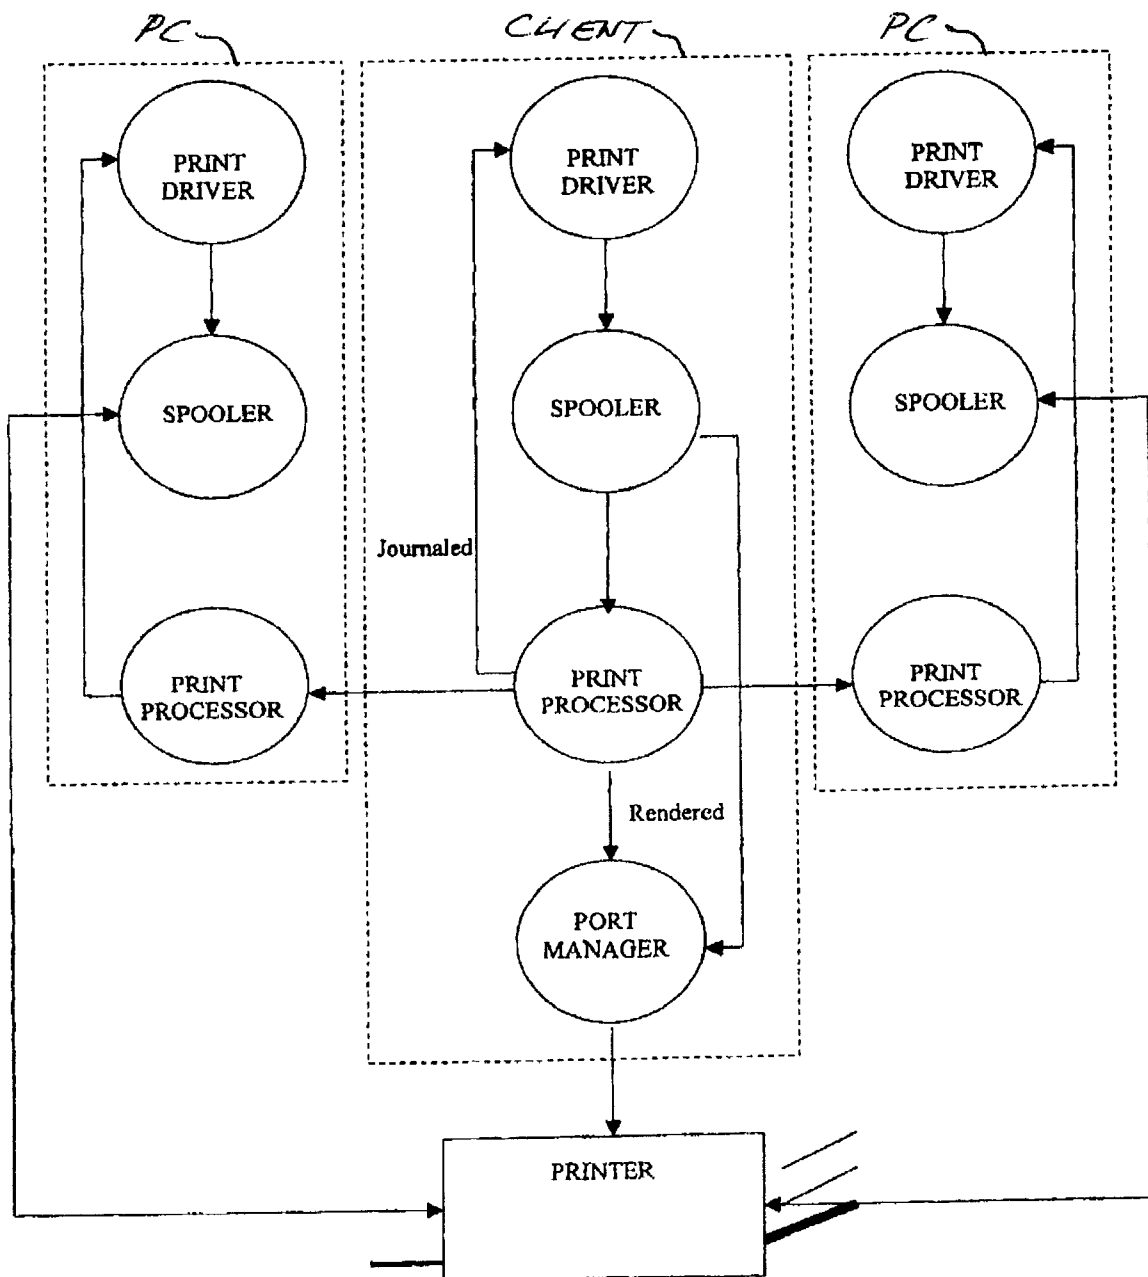 PC
CLIENT
PC
PRINT
DRIVER
PRINT
DRIVER
PRINT
DRIVER
SPOOLER
SPOOLER
SPOOLER
Journaled
PRINT
PROCESSOR
PRINT
PROCESSOR
PRINT
PROCESSOR
Rendered
PORT
MANAGER
PRINTER